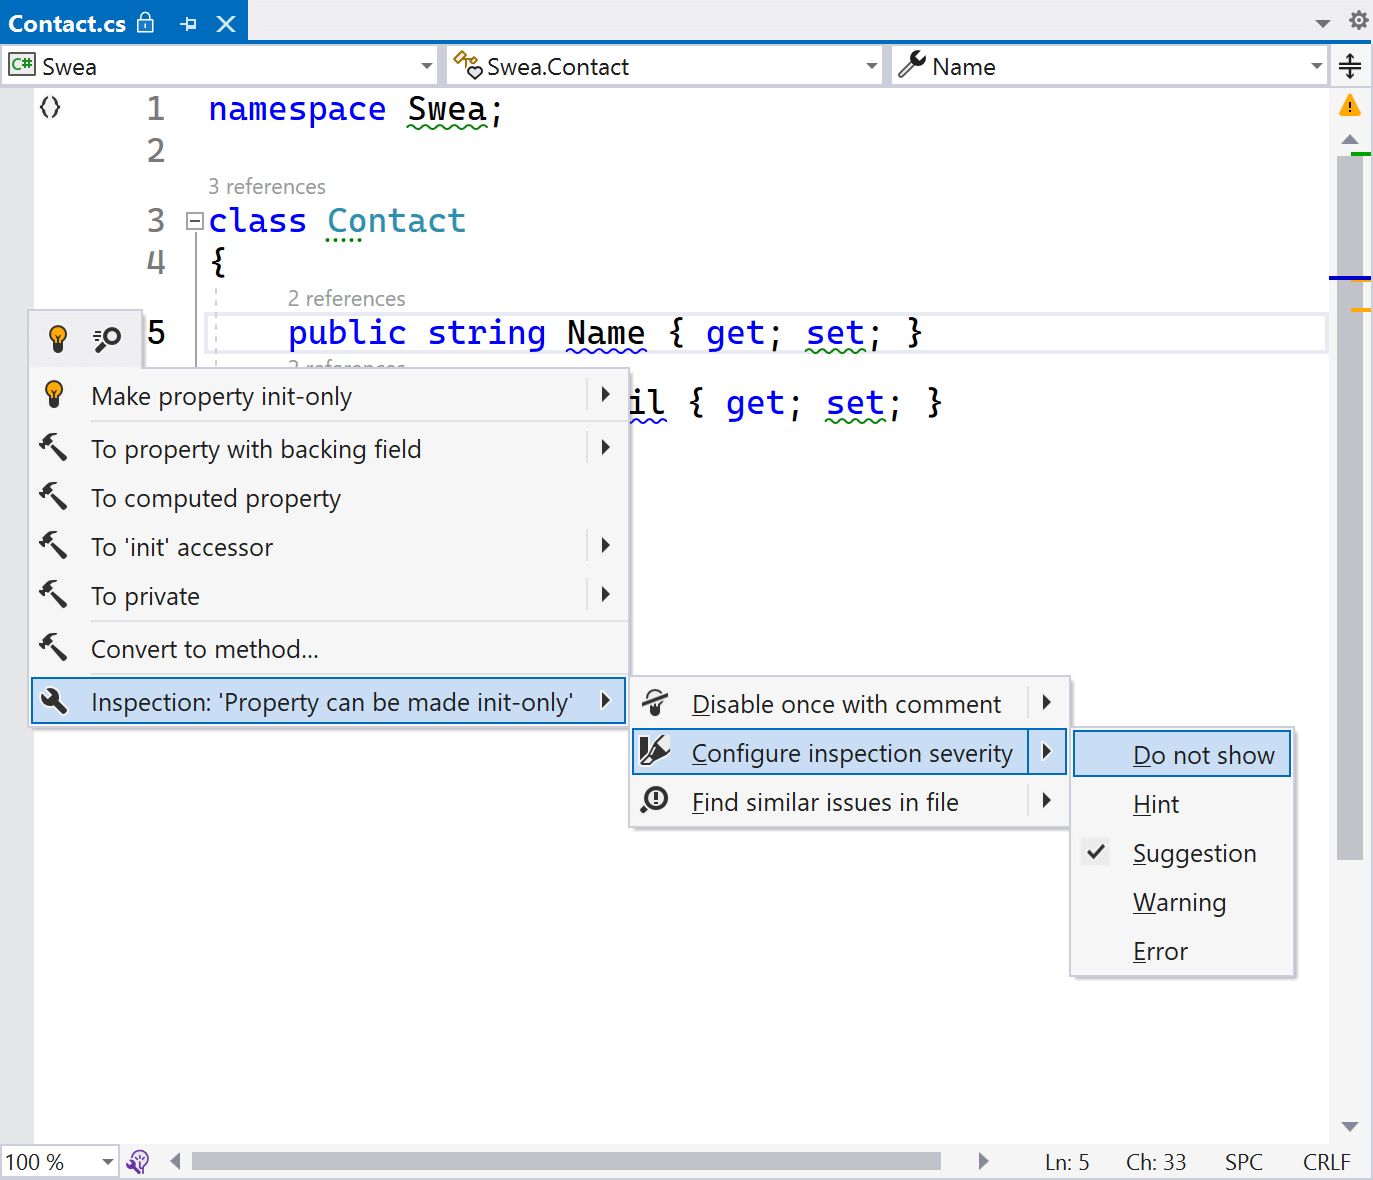 Contact.cs
C# Swea
Swea.Contact
Name
1 namespace Swea;
2
3 references
3 class Contact
4 {
2 references
5 public string Name { get; set; }
il { get; set; }
Make property init-only
To property with backing field
To computed property
To 'init' accessor
To private
Convert to method...
Inspection: 'Property can be made init-only'
Disable once with comment
Configure inspection severity
Find similar issues in file
Do not show
Hint
Suggestion
Warning
Error
100 %
Ln: 5 Ch: 33 SPC CRLF